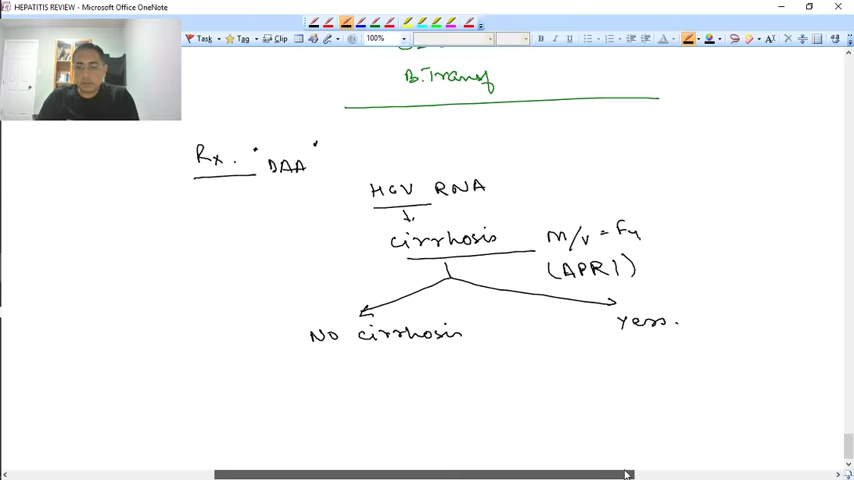 HEPATITIS REVIEW - Microsoft Office OneNote
Task Tag Clip 100%
B.Transf
Rx. "DAA"
HCV RNA
cirrhosis M/V = F4
(APRI)
No cirrhosis Yess.